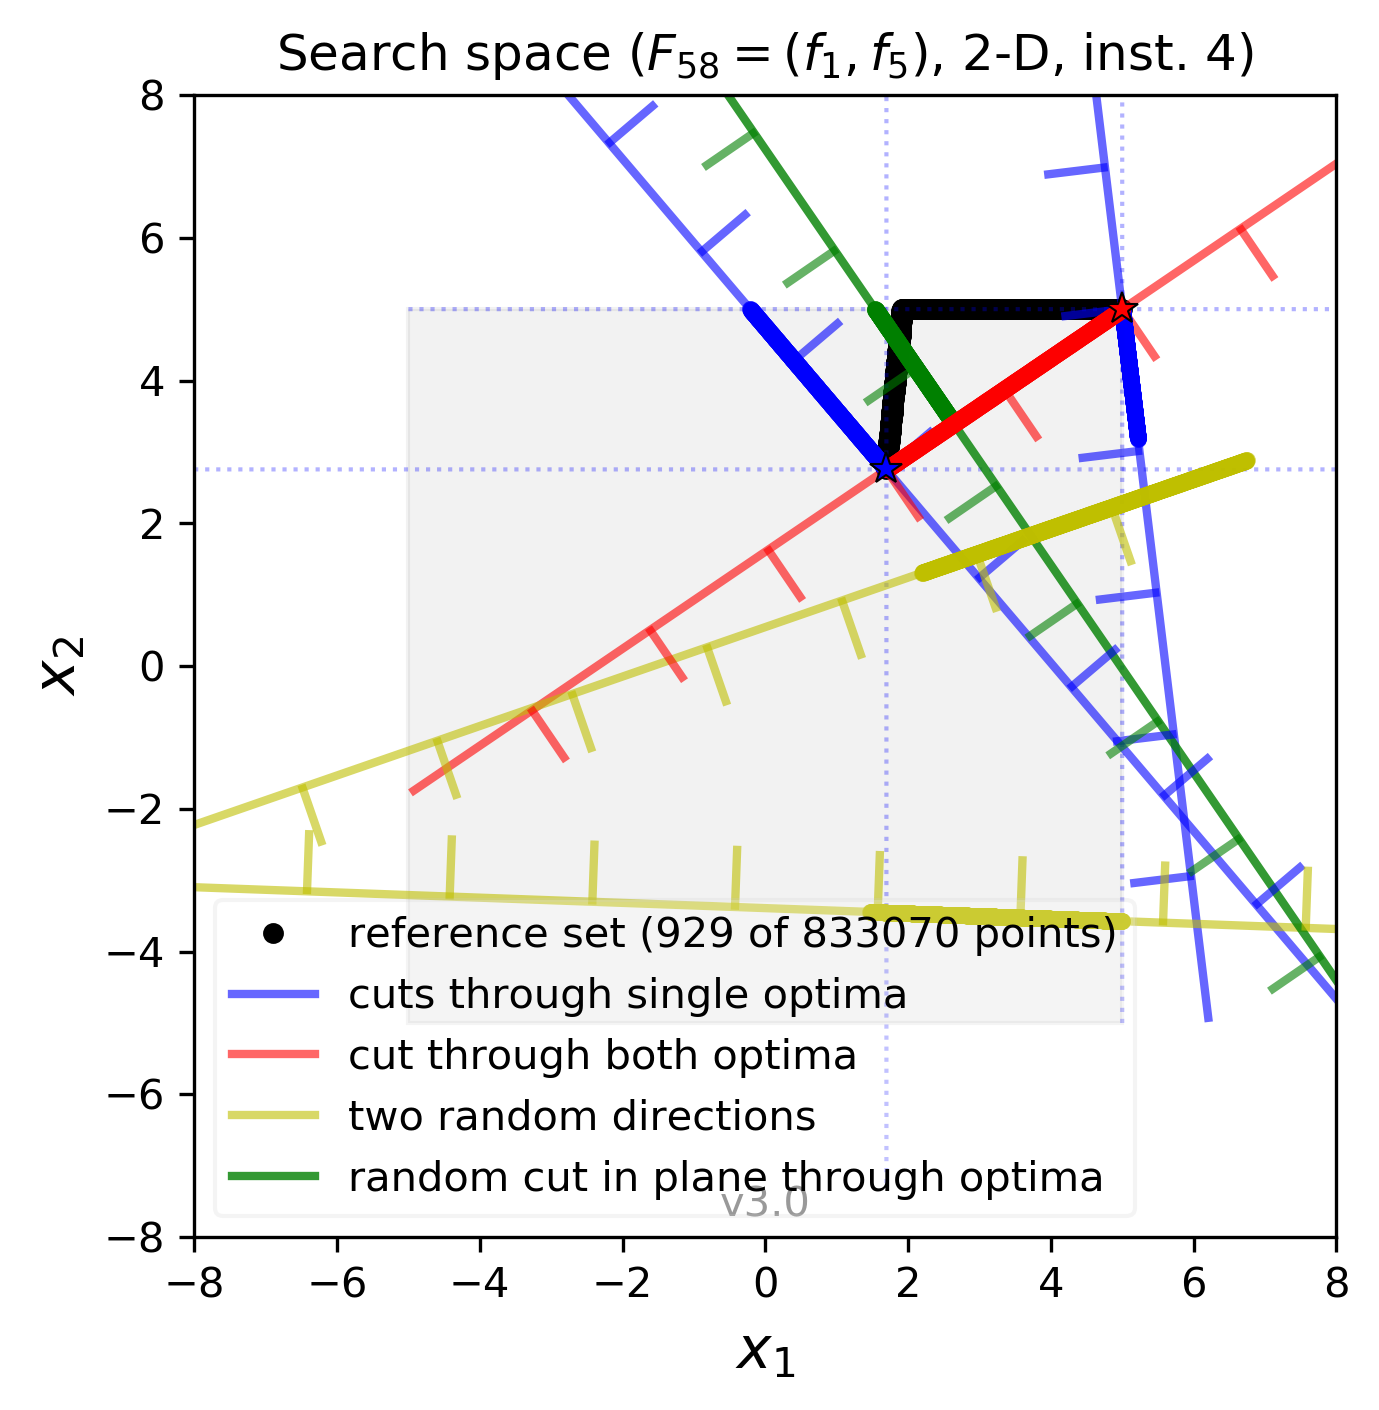 Search space (F₅₈ = (f₁, f₅), 2-D, inst. 4)
8
6
4
2
0
−2
−4
−6
−8
x₂
reference set (929 of 833070 points)
cuts through single optima
cut through both optima
two random directions
random cut in plane through optima
v3.0
−8 −6 −4 −2 0 2 4 6 8
x₁